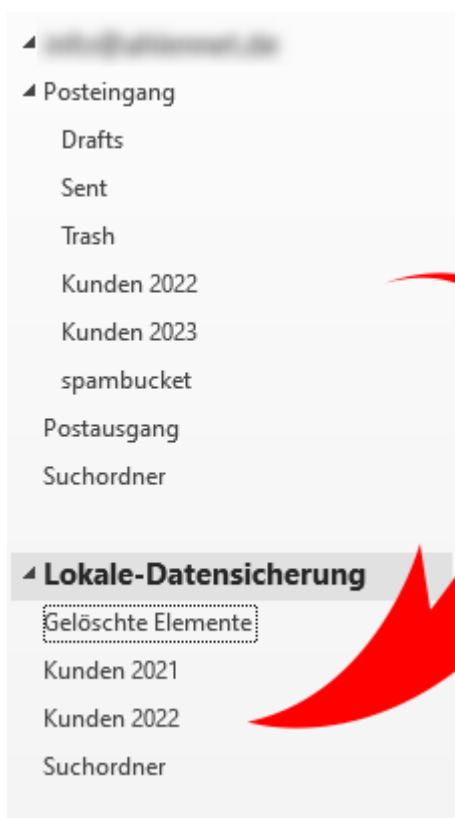 Posteingang
Drafts
Sent
Trash
Kunden 2022
Kunden 2023
spambucket
Postausgang
Suchordner
Lokale-Datensicherung
Gelöschte Elemente
Kunden 2021
Kunden 2022
Suchordner